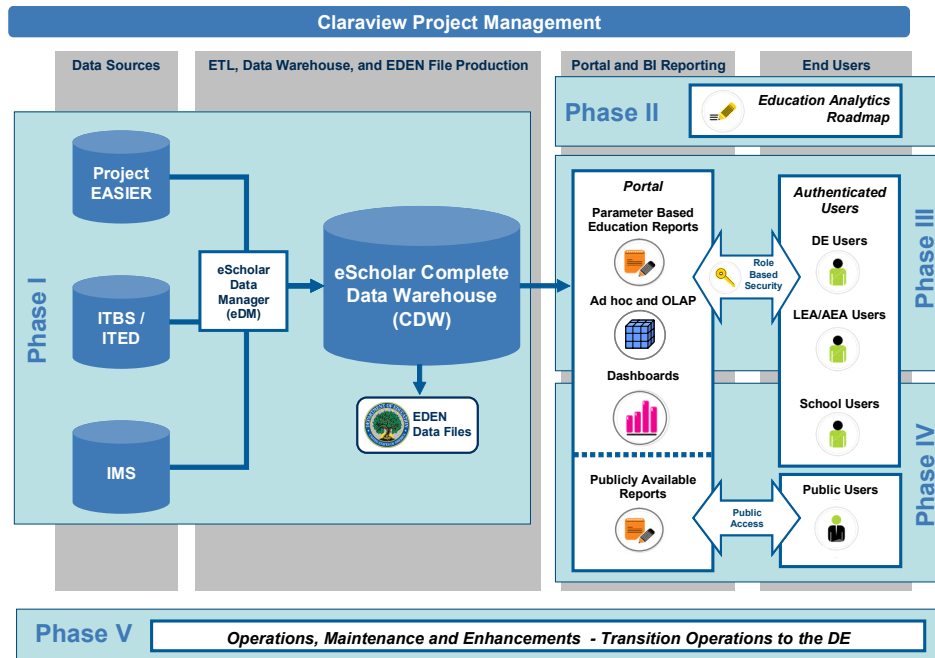 Claraview Project Management
Data Sources
ETL, Data Warehouse, and EDEN File Production
Portal and BI Reporting
End Users
Phase I
Project
EASIER
ITBS /
ITED
IMS
eScholar
Data
Manager
(eDM)
eScholar Complete
Data Warehouse
(CDW)
EDEN
Data Files
Phase II
Education Analytics
Roadmap
Phase III
Portal
Parameter Based
Education Reports
Ad hoc and OLAP
Dashboards
Role
Based
Security
Authenticated
Users
DE Users
LEA/AEA Users
School Users
Phase IV
Publicly Available
Reports
Public
Access
Public Users
Phase V
Operations, Maintenance and Enhancements - Transition Operations to the DE